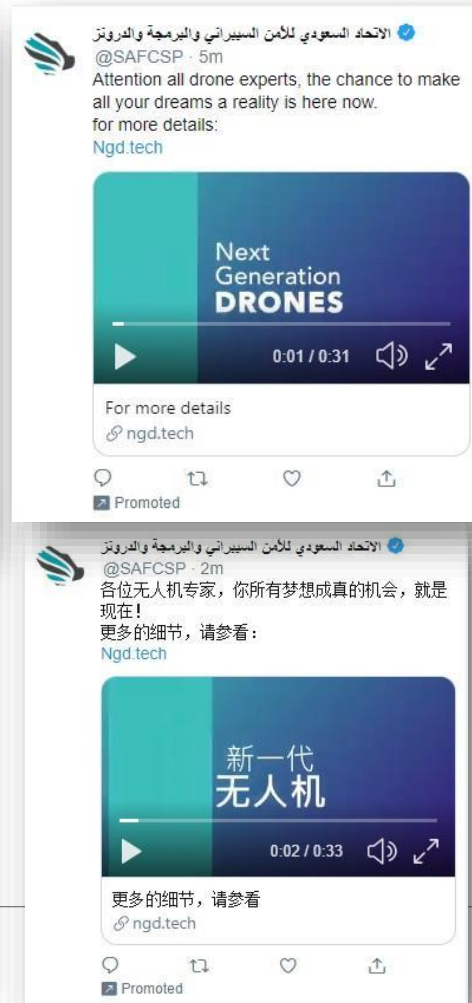 الاتحاد السعودي للأمن السيبراني والبرمجة والدرونز
@SAFCSP · 5m
Attention all drone experts, the chance to make
all your dreams a reality is here now.
for more details:
Ngd.tech
Next
Generation
DRONES
0:01 / 0:31
For more details
ngd.tech
Promoted
الاتحاد السعودي للأمن السيبراني والبرمجة والدرونز
@SAFCSP · 2m
各位无人机专家，你所有梦想成真的机会，就是
现在！
更多的细节，请参看：
Ngd.tech
新一代
无人机
0:02 / 0:33
更多的细节，请参看
ngd.tech
Promoted